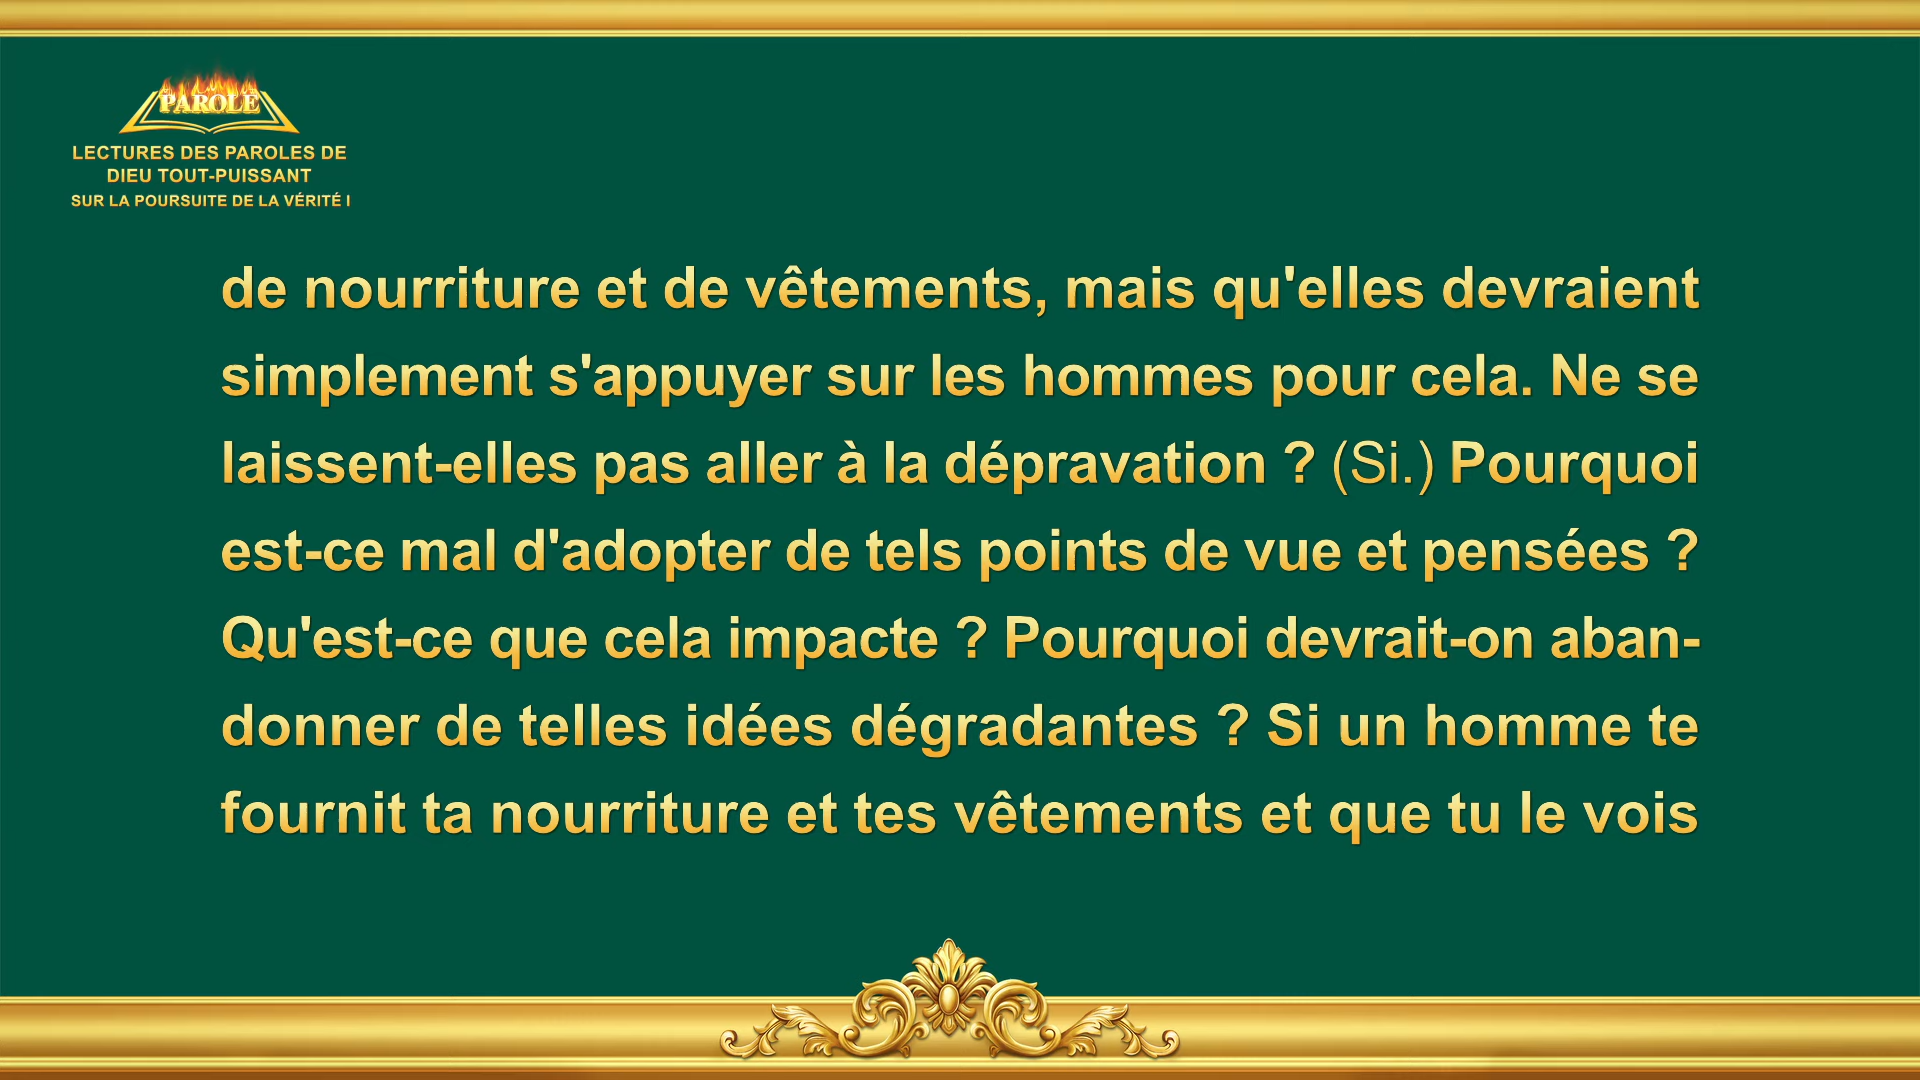 PAROLE
LECTURES DES PAROLES DE
DIEU TOUT-PUISSANT
SUR LA POURSUITE DE LA VÉRITÉ I
de nourriture et de vêtements, mais qu'elles devraient
simplement s'appuyer sur les hommes pour cela. Ne se
laissent-elles pas aller à la dépravation ? (Si.) Pourquoi
est-ce mal d'adopter de tels points de vue et pensées ?
Qu'est-ce que cela impacte ? Pourquoi devrait-on aban-
donner de telles idées dégradantes ? Si un homme te
fournit ta nourriture et tes vêtements et que tu le vois